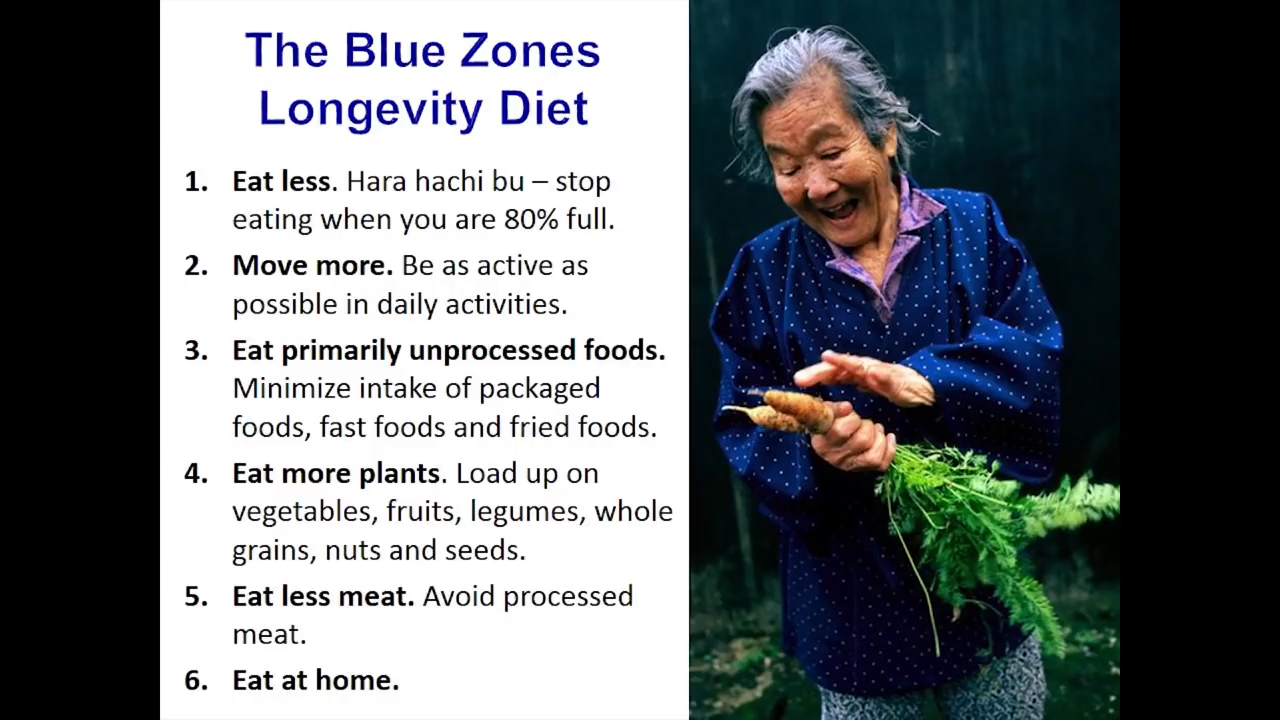 The Blue Zones
Longevity Diet
1. Eat less. Hara hachi bu – stop
eating when you are 80% full.
2. Move more. Be as active as
possible in daily activities.
3. Eat primarily unprocessed foods.
Minimize intake of packaged
foods, fast foods and fried foods.
4. Eat more plants. Load up on
vegetables, fruits, legumes, whole
grains, nuts and seeds.
5. Eat less meat. Avoid processed
meat.
6. Eat at home.